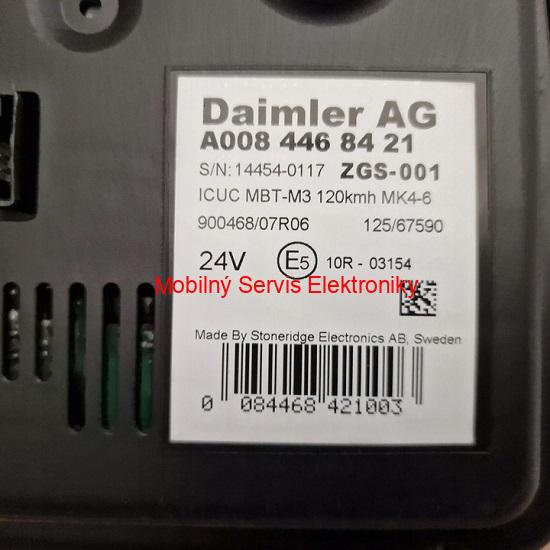 Daimler AG
A008 446 84 21
S/N: 14454-0117 ZGS-001
ICUC MBT-M3 120kmh MK4-6
900468/07R06 125/67590
24V E5 10R - 03154
Mobilný Servis Elektroniky
Made By Stoneridge Electronics AB, Sweden
0 084468 421003